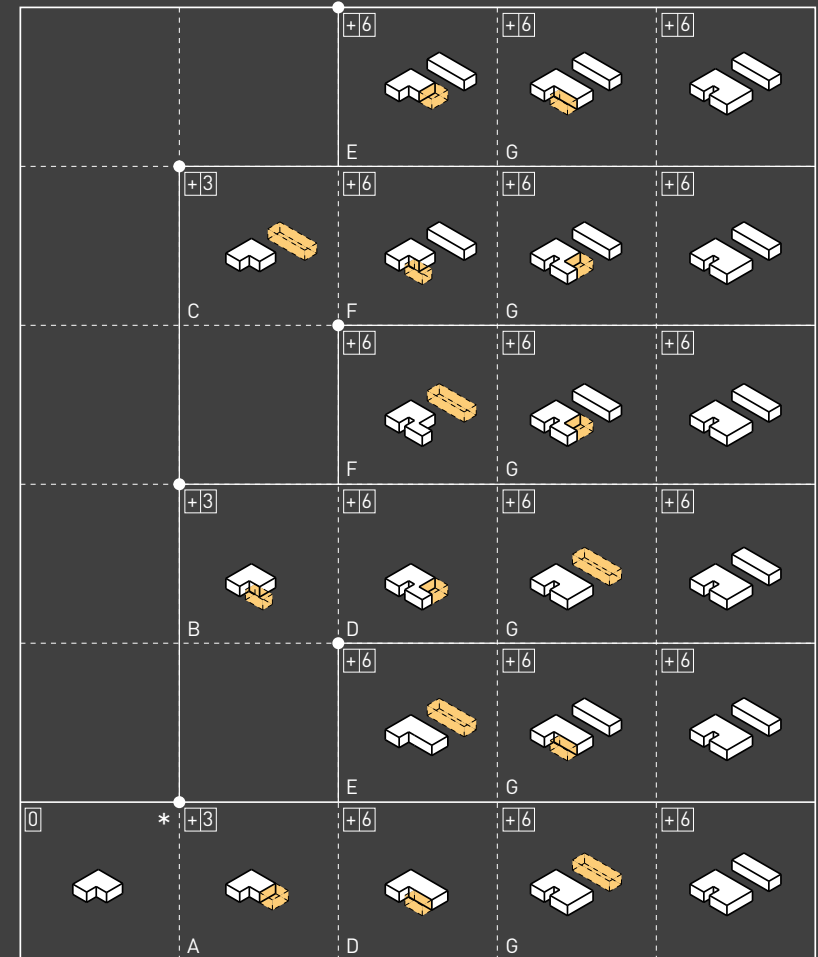 +6 +6 +6
E G
+3 +6 +6 +6
C F G
+6 +6 +6
F G
+3 +6 +6 +6
B D G
+6 +6 +6
E G
0 * +3 +6 +6 +6
A D G